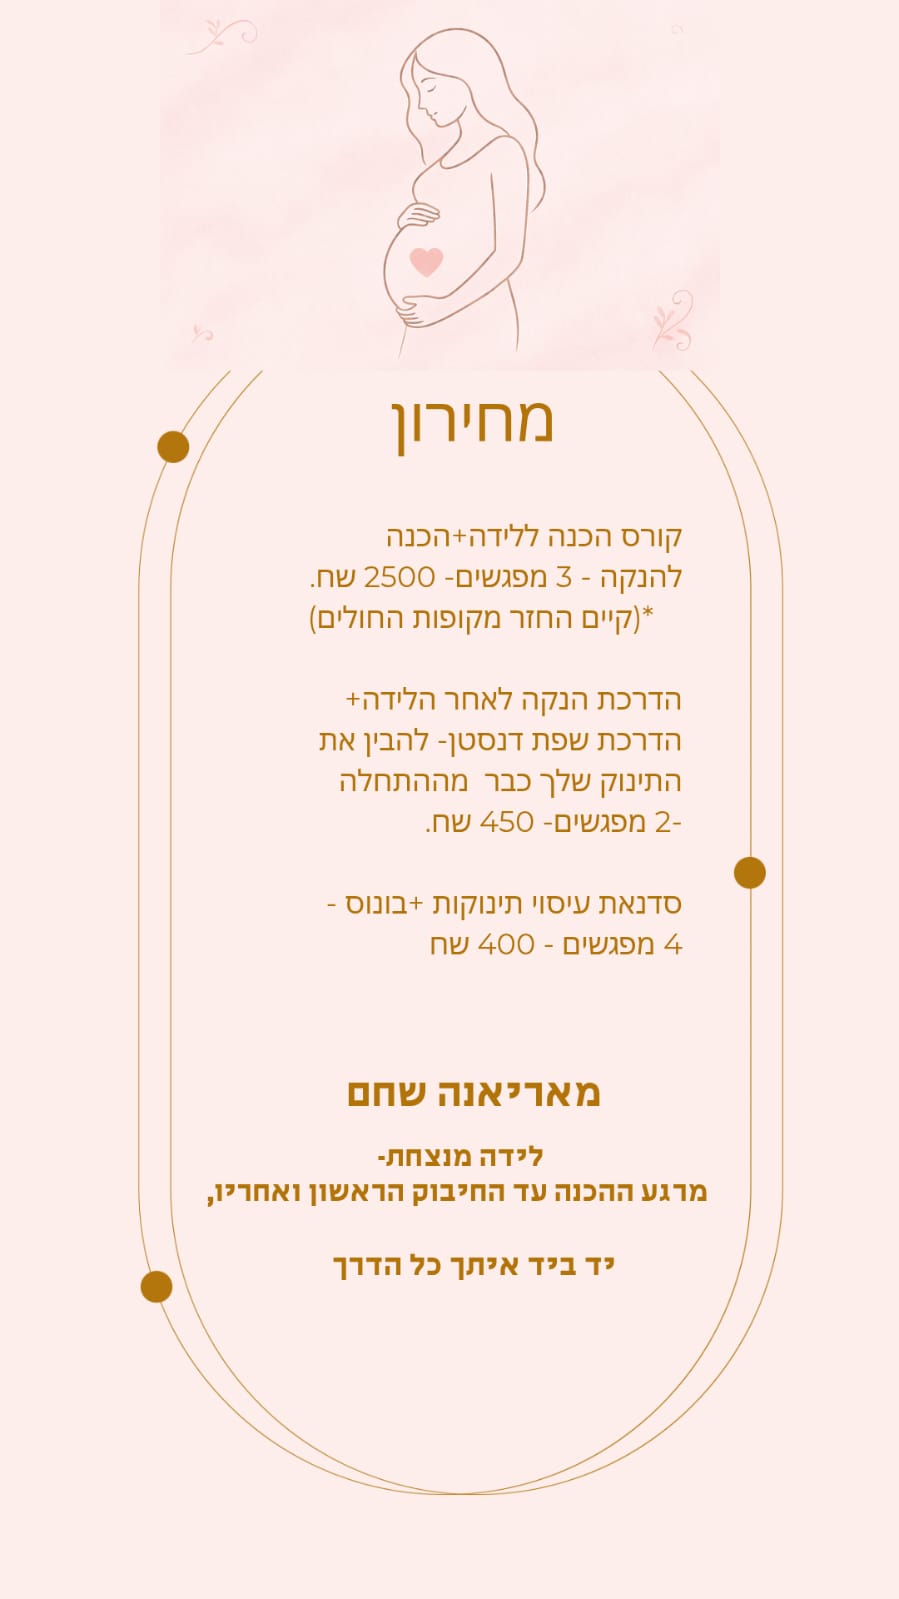 מחירון
קורס הכנה ללידה+הכנה
להנקה - 3 מפגשים- 2500 שח.
*(קיים החזר מקופות החולים)
הדרכת הנקה לאחר הלידה+
הדרכת שפת דנסטן- להבין את
התינוק שלך כבר  מההתחלה
-2 מפגשים- 450 שח.
סדנאת עיסוי תינוקות +בונוס -
4 מפגשים - 400 שח
מאריאנה שחם
לידה מנצחת-
מרגע ההכנה עד החיבוק הראשון ואחריו,
יד ביד איתך כל הדרך